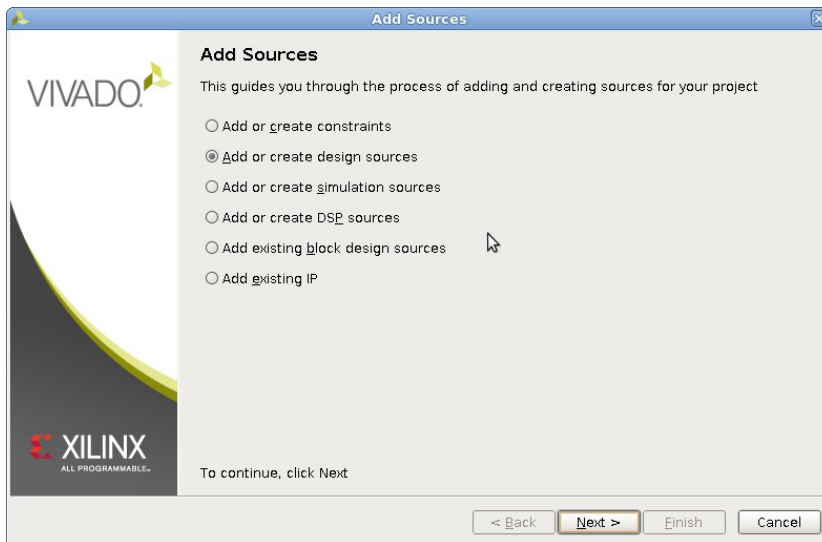 Add Sources
VIVADO
Add Sources
This guides you through the process of adding and creating sources for your project
Add or create constraints
Add or create design sources
Add or create simulation sources
Add or create DSP sources
Add existing block design sources
Add existing IP
XILINX
ALL PROGRAMMABLE™
To continue, click Next
< Back Next > Finish Cancel